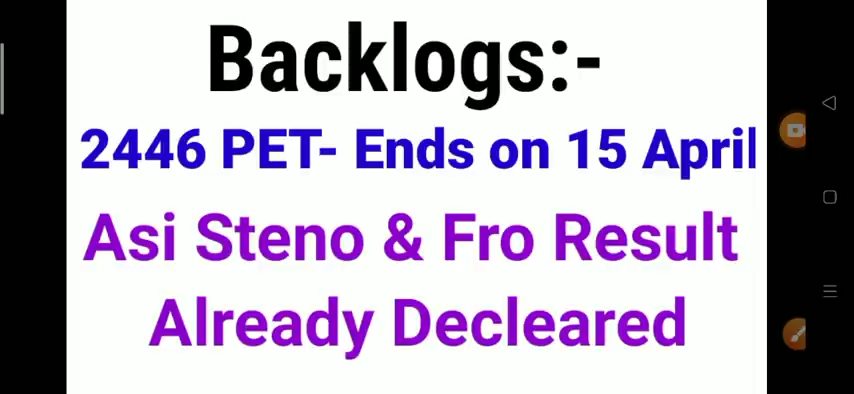 Backlogs:-
2446 PET- Ends on 15 April
Asi Steno & Fro Result
Already Decleared